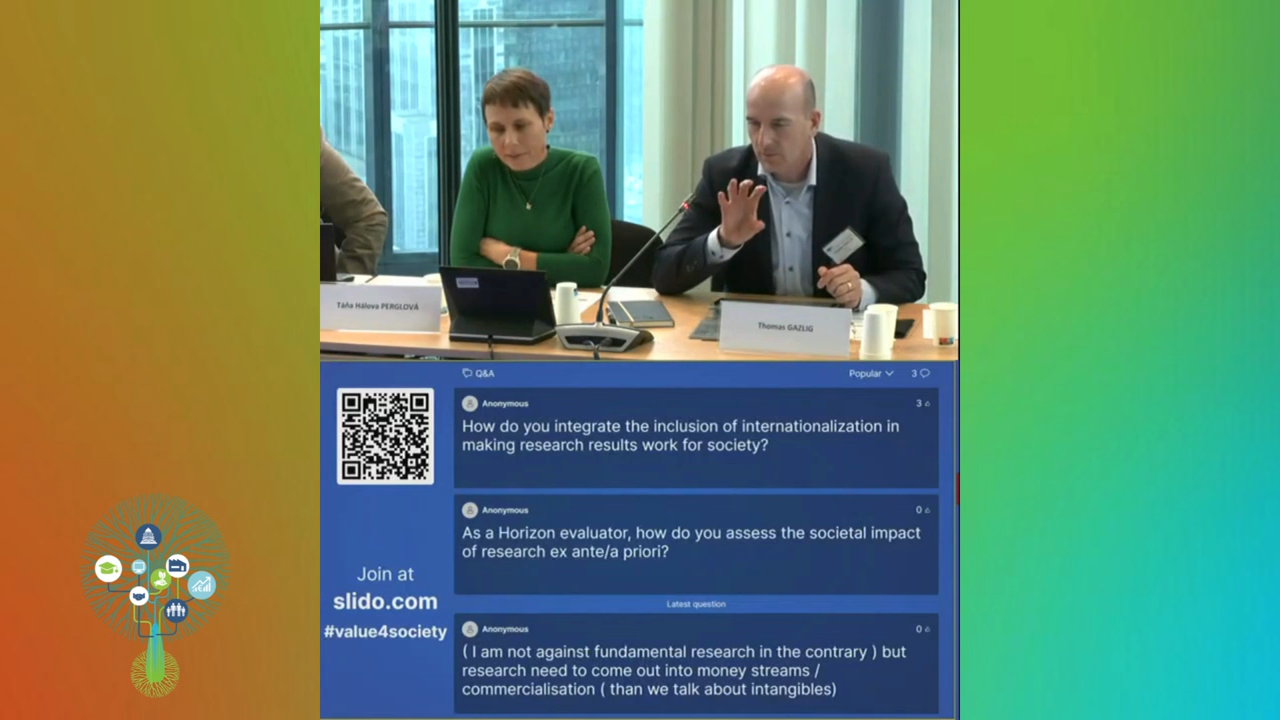 Táňa Hálova PERGLOVÁ
Thomas GAZLIG
Q&A
Popular
3
Anonymous
3
How do you integrate the inclusion of internationalization in
making research results work for society?
Anonymous
0
As a Horizon evaluator, how do you assess the societal impact
of research ex ante/a priori?
Join at
slido.com
#value4society
Latest question
Anonymous
0
( I am not against fundamental research in the contrary ) but
research need to come out into money streams /
commercialisation ( than we talk about intangibles)